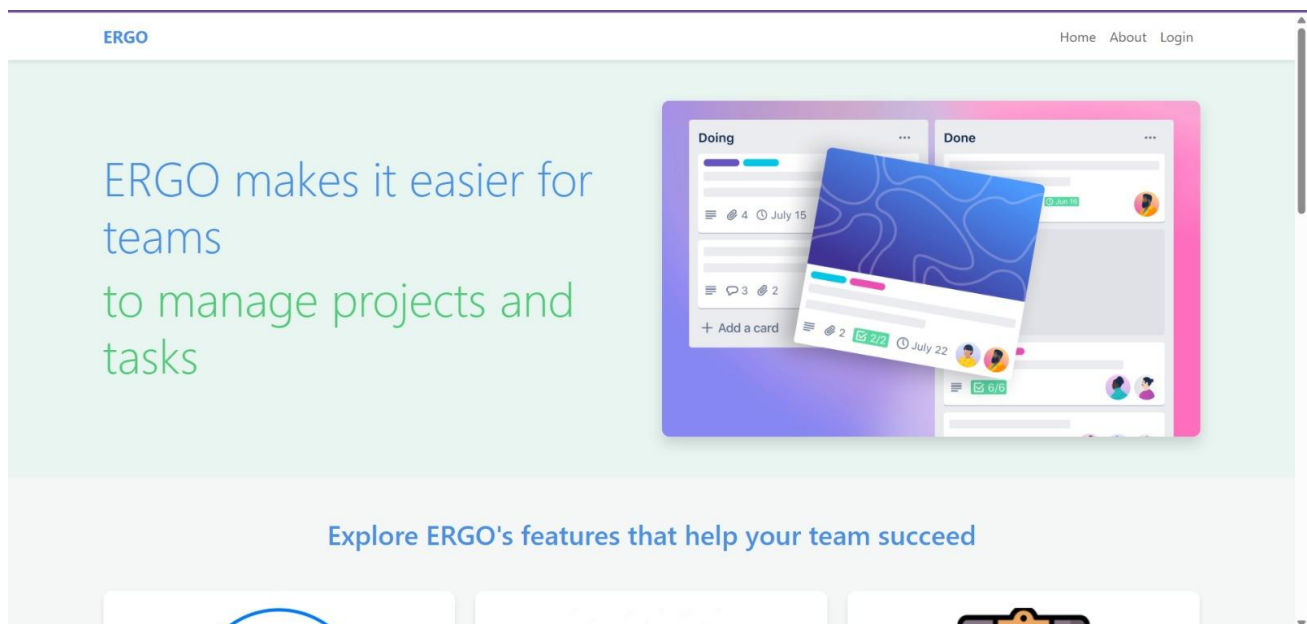 ERGO
Home About Login
ERGO makes it easier for
teams
to manage projects and
tasks
Doing
4 July 15
3 2
+ Add a card
2 2/2 July 22
Done
Jun 16
6/6
Explore ERGO's features that help your team succeed